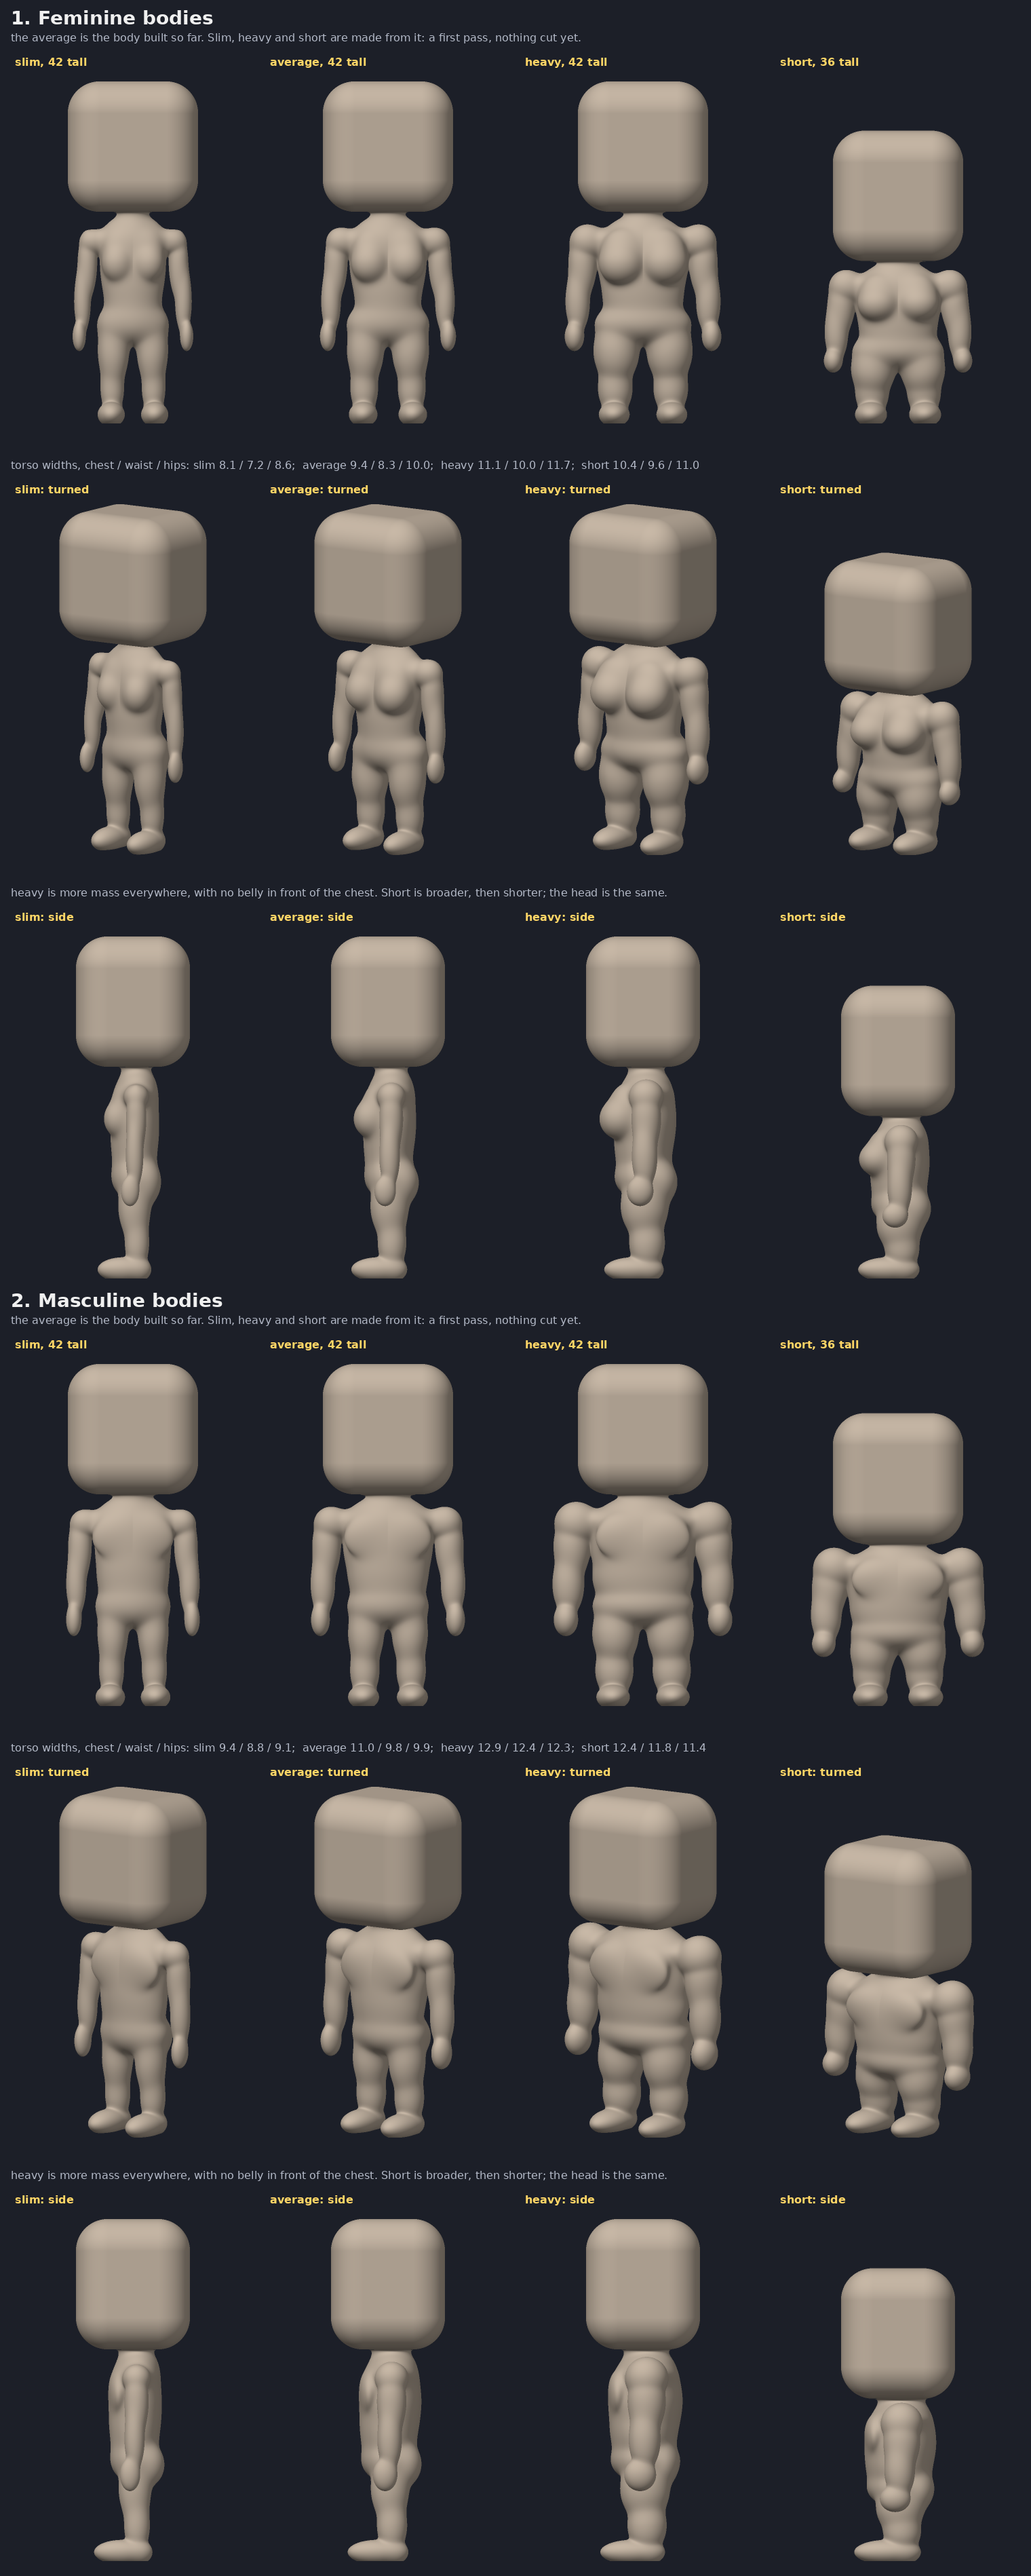 1. Feminine bodies
the average is the body built so far. Slim, heavy and short are made from it: a first pass, nothing cut yet.
slim, 42 tall
average, 42 tall
heavy, 42 tall
short, 36 tall
torso widths, chest / waist / hips: slim 8.1 / 7.2 / 8.6;  average 9.4 / 8.3 / 10.0;  heavy 11.1 / 10.0 / 11.7;  short 10.4 / 9.6 / 11.0
slim: turned
average: turned
heavy: turned
short: turned
heavy is more mass everywhere, with no belly in front of the chest. Short is broader, then shorter; the head is the same.
slim: side
average: side
heavy: side
short: side
2. Masculine bodies
the average is the body built so far. Slim, heavy and short are made from it: a first pass, nothing cut yet.
slim, 42 tall
average, 42 tall
heavy, 42 tall
short, 36 tall
torso widths, chest / waist / hips: slim 9.4 / 8.8 / 9.1;  average 11.0 / 9.8 / 9.9;  heavy 12.9 / 12.4 / 12.3;  short 12.4 / 11.8 / 11.4
slim: turned
average: turned
heavy: turned
short: turned
heavy is more mass everywhere, with no belly in front of the chest. Short is broader, then shorter; the head is the same.
slim: side
average: side
heavy: side
short: side